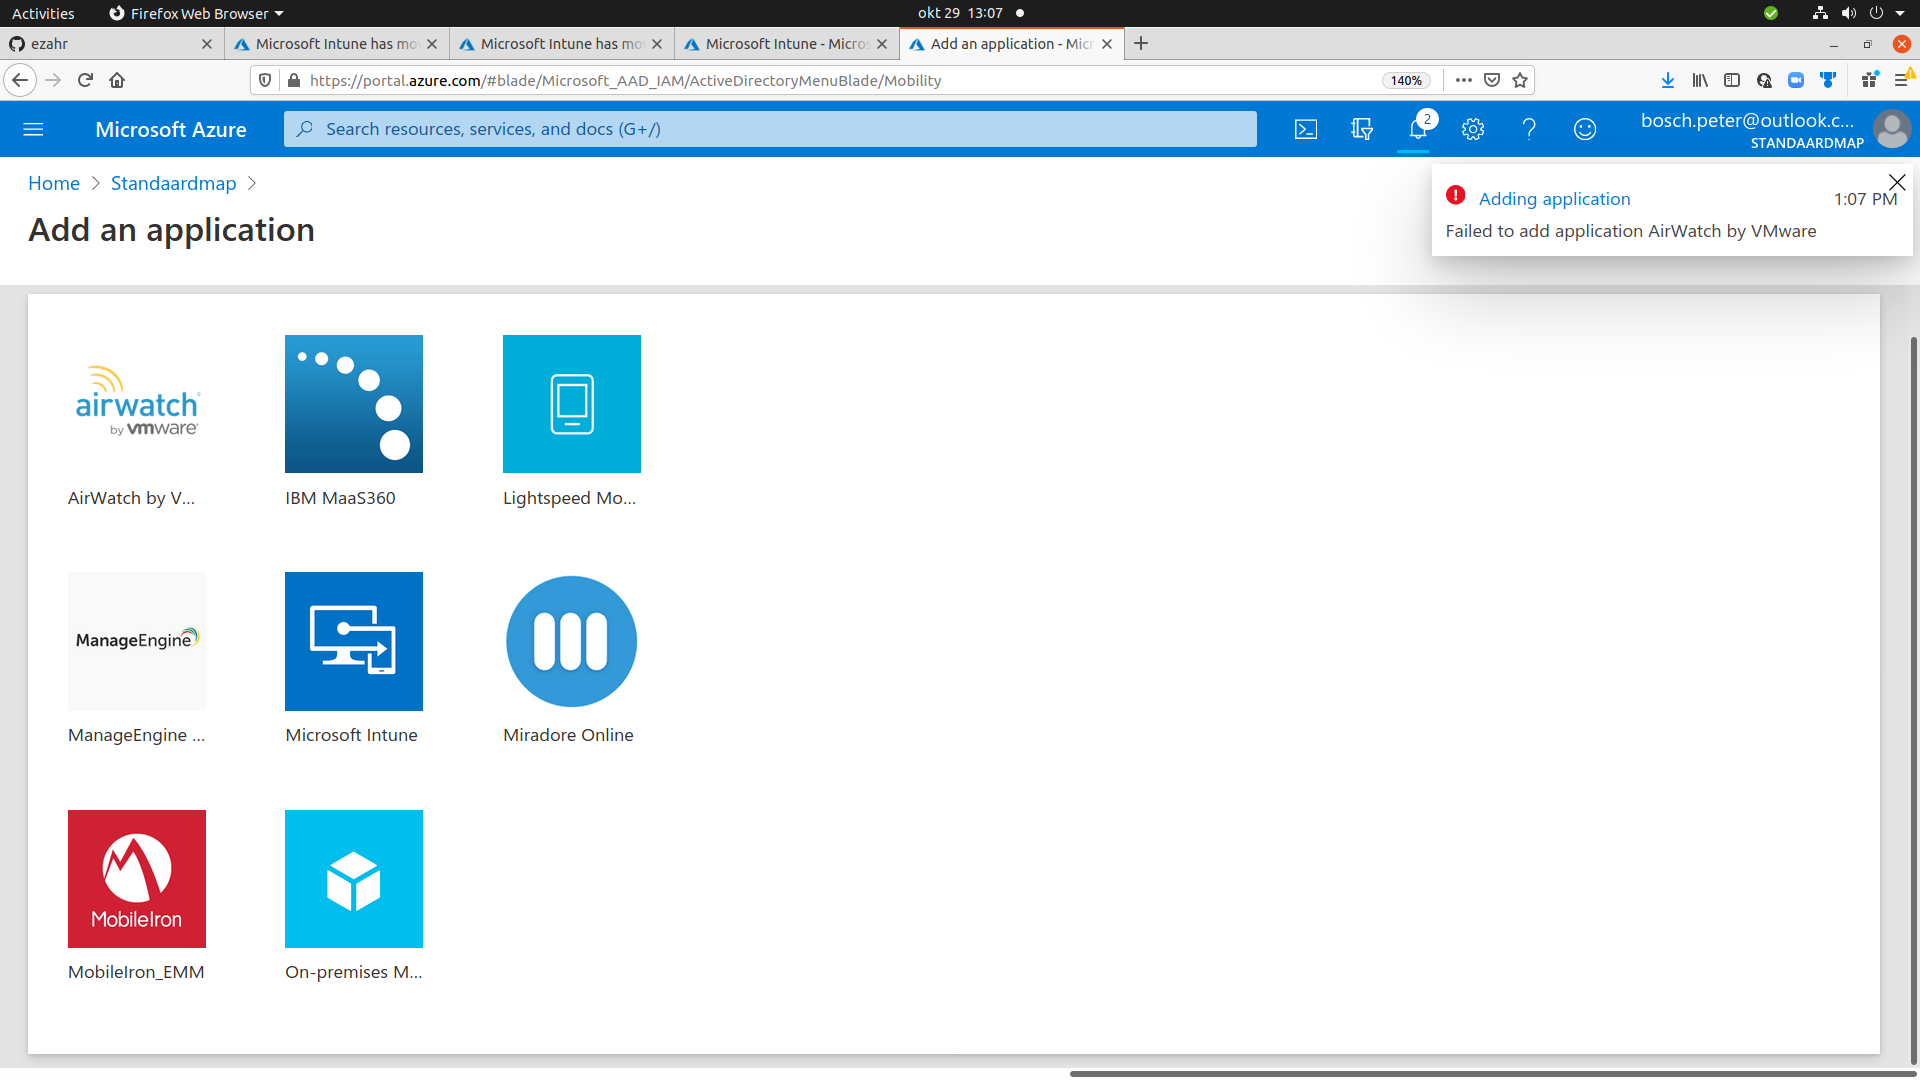 Activities
Firefox Web Browser
okt 29 13:07
ezahr
Microsoft Intune has mo
Microsoft Intune has mo
Microsoft Intune - Micros
Add an application - Micr
https://portal.azure.com/#blade/Microsoft_AAD_IAM/ActiveDirectoryMenuBlade/Mobility
140%
Microsoft Azure
Search resources, services, and docs (G+/)
2
bosch.peter@outlook.c...
STANDAARDMAP
Home
Standaardmap
Add an application
Adding application
1:07 PM
Failed to add application AirWatch by VMware
airwatch
by vmware
AirWatch by V...
IBM MaaS360
Lightspeed Mo...
ManageEngine
ManageEngine ...
Microsoft Intune
Miradore Online
MobileIron
MobileIron_EMM
On-premises M...